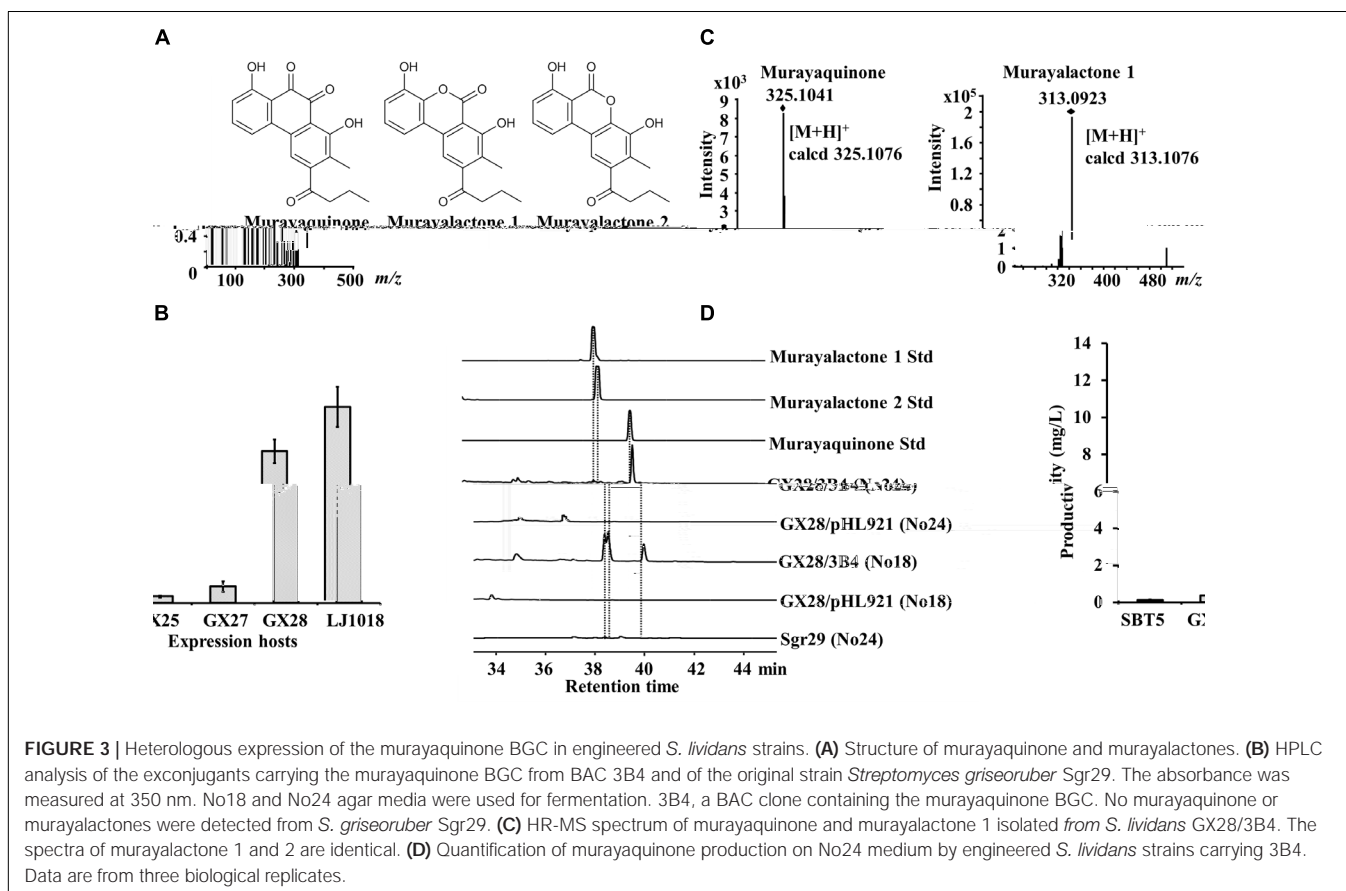 A
OH O O OH O
Murayaquinone
OH O O OH O
Murayalactone 1
O OH O OH O
Murayalactone 2
0.4
0
100 300 500 m/z
C
Murayaquinone
x10³ 325.1041
9
8
7
6
5
4
3
Intensity
[M+H]⁺
calcd 325.1076
Murayalactone 1
x10⁵ 313.0923
2
1.6
1.2
0.8
Intensity
[M+H]⁺
calcd 313.1076
2
1
0
320 400 480 m/z
B
GX27 GX28 LJ1018
Expression hosts
Murayalactone 1 Std
Murayalactone 2 Std
Murayaquinone Std
GX28/3B4 (No24)
GX28/pHL921 (No24)
GX28/3B4 (No18)
GX28/pHL921 (No18)
Sgr29 (No24)
34 36 38 40 42 44 min
Retention time
D
14
12
10
8
6
4
2
0
(mg/L)
SBT5
FIGURE 3 | Heterologous expression of the murayaquinone BGC in engineered S. lividans strains. (A) Structure of murayaquinone and murayalactones. (B) HPLC
analysis of the exconjugants carrying the murayaquinone BGC from BAC 3B4 and of the original strain Streptomyces griseoruber Sgr29. The absorbance was
measured at 350 nm. No18 and No24 agar media were used for fermentation. 3B4, a BAC clone containing the murayaquinone BGC. No murayaquinone or
murayalactones were detected from S. griseoruber Sgr29. (C) HR-MS spectrum of murayaquinone and murayalactone 1 isolated from S. lividans GX28/3B4. The
spectra of murayalactone 1 and 2 are identical. (D) Quantification of murayaquinone production on No24 medium by engineered S. lividans strains carrying 3B4.
Data are from three biological replicates.